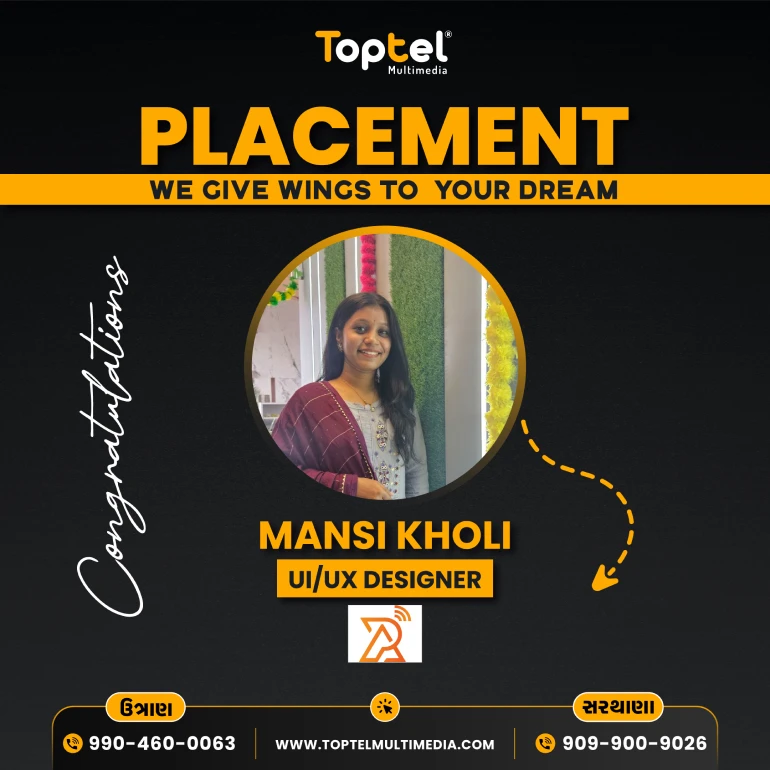 Toptel®
Multimedia
PLACEMENT
WE GIVE WINGS TO YOUR DREAM
Congratulations
MANSI KHOLI
UI/UX DESIGNER
ઉત્રાણ
સરથાણા
990-460-0063
WWW.TOPTELMULTIMEDIA.COM
909-900-9026